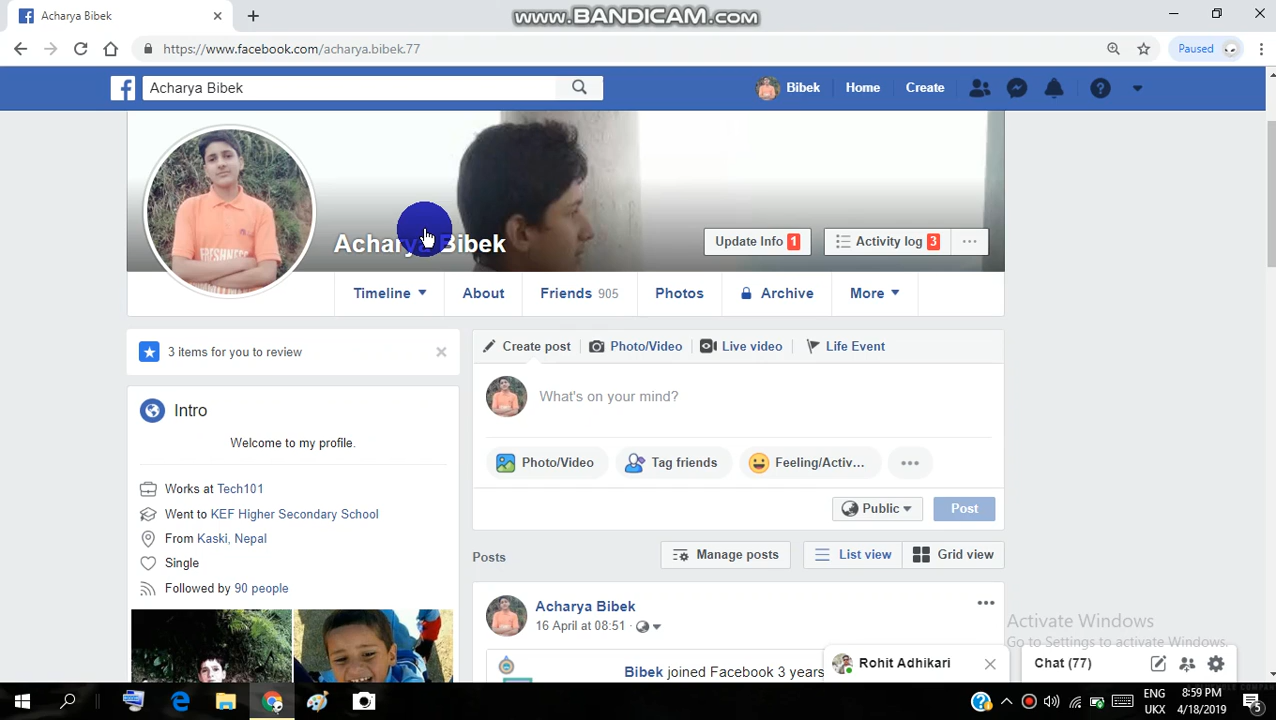 www.BANDICAM.com
Acharya Bibek
https://www.facebook.com/acharya.bibek.77
Paused
Acharya Bibek
Bibek Home Create
FRESHNESS
Acharya Bibek
Update Info 1
Activity log 3
Timeline About Friends 905 Photos Archive More
3 items for you to review
Create post Photo/Video Live video Life Event
What's on your mind?
Intro
Welcome to my profile.
Photo/Video Tag friends Feeling/Activ...
Works at Tech101
Went to KEF Higher Secondary School
From Kaski, Nepal
Single
Followed by 90 people
Public Post
Posts Manage posts List view Grid view
Acharya Bibek
16 April at 08:51
Bibek joined Facebook 3 years
Activate Windows
Go to Settings to activate Windows.
Rohit Adhikari
Chat (77)
ENG
UKX
8:59 PM
4/18/2019
5